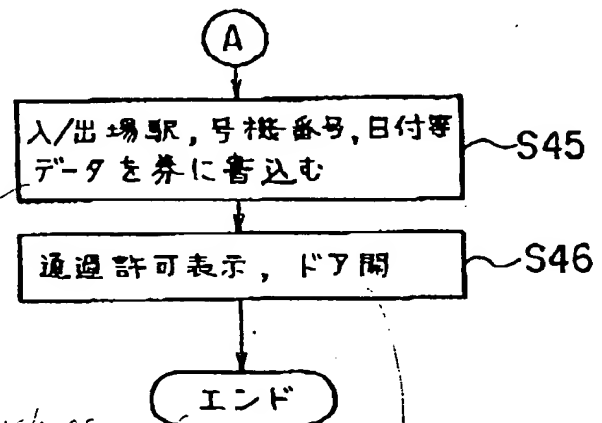 A
入/出場駅,号機番号,日付等
データを券に書込む
S45
通過許可表示, ドア開
S46
エンド